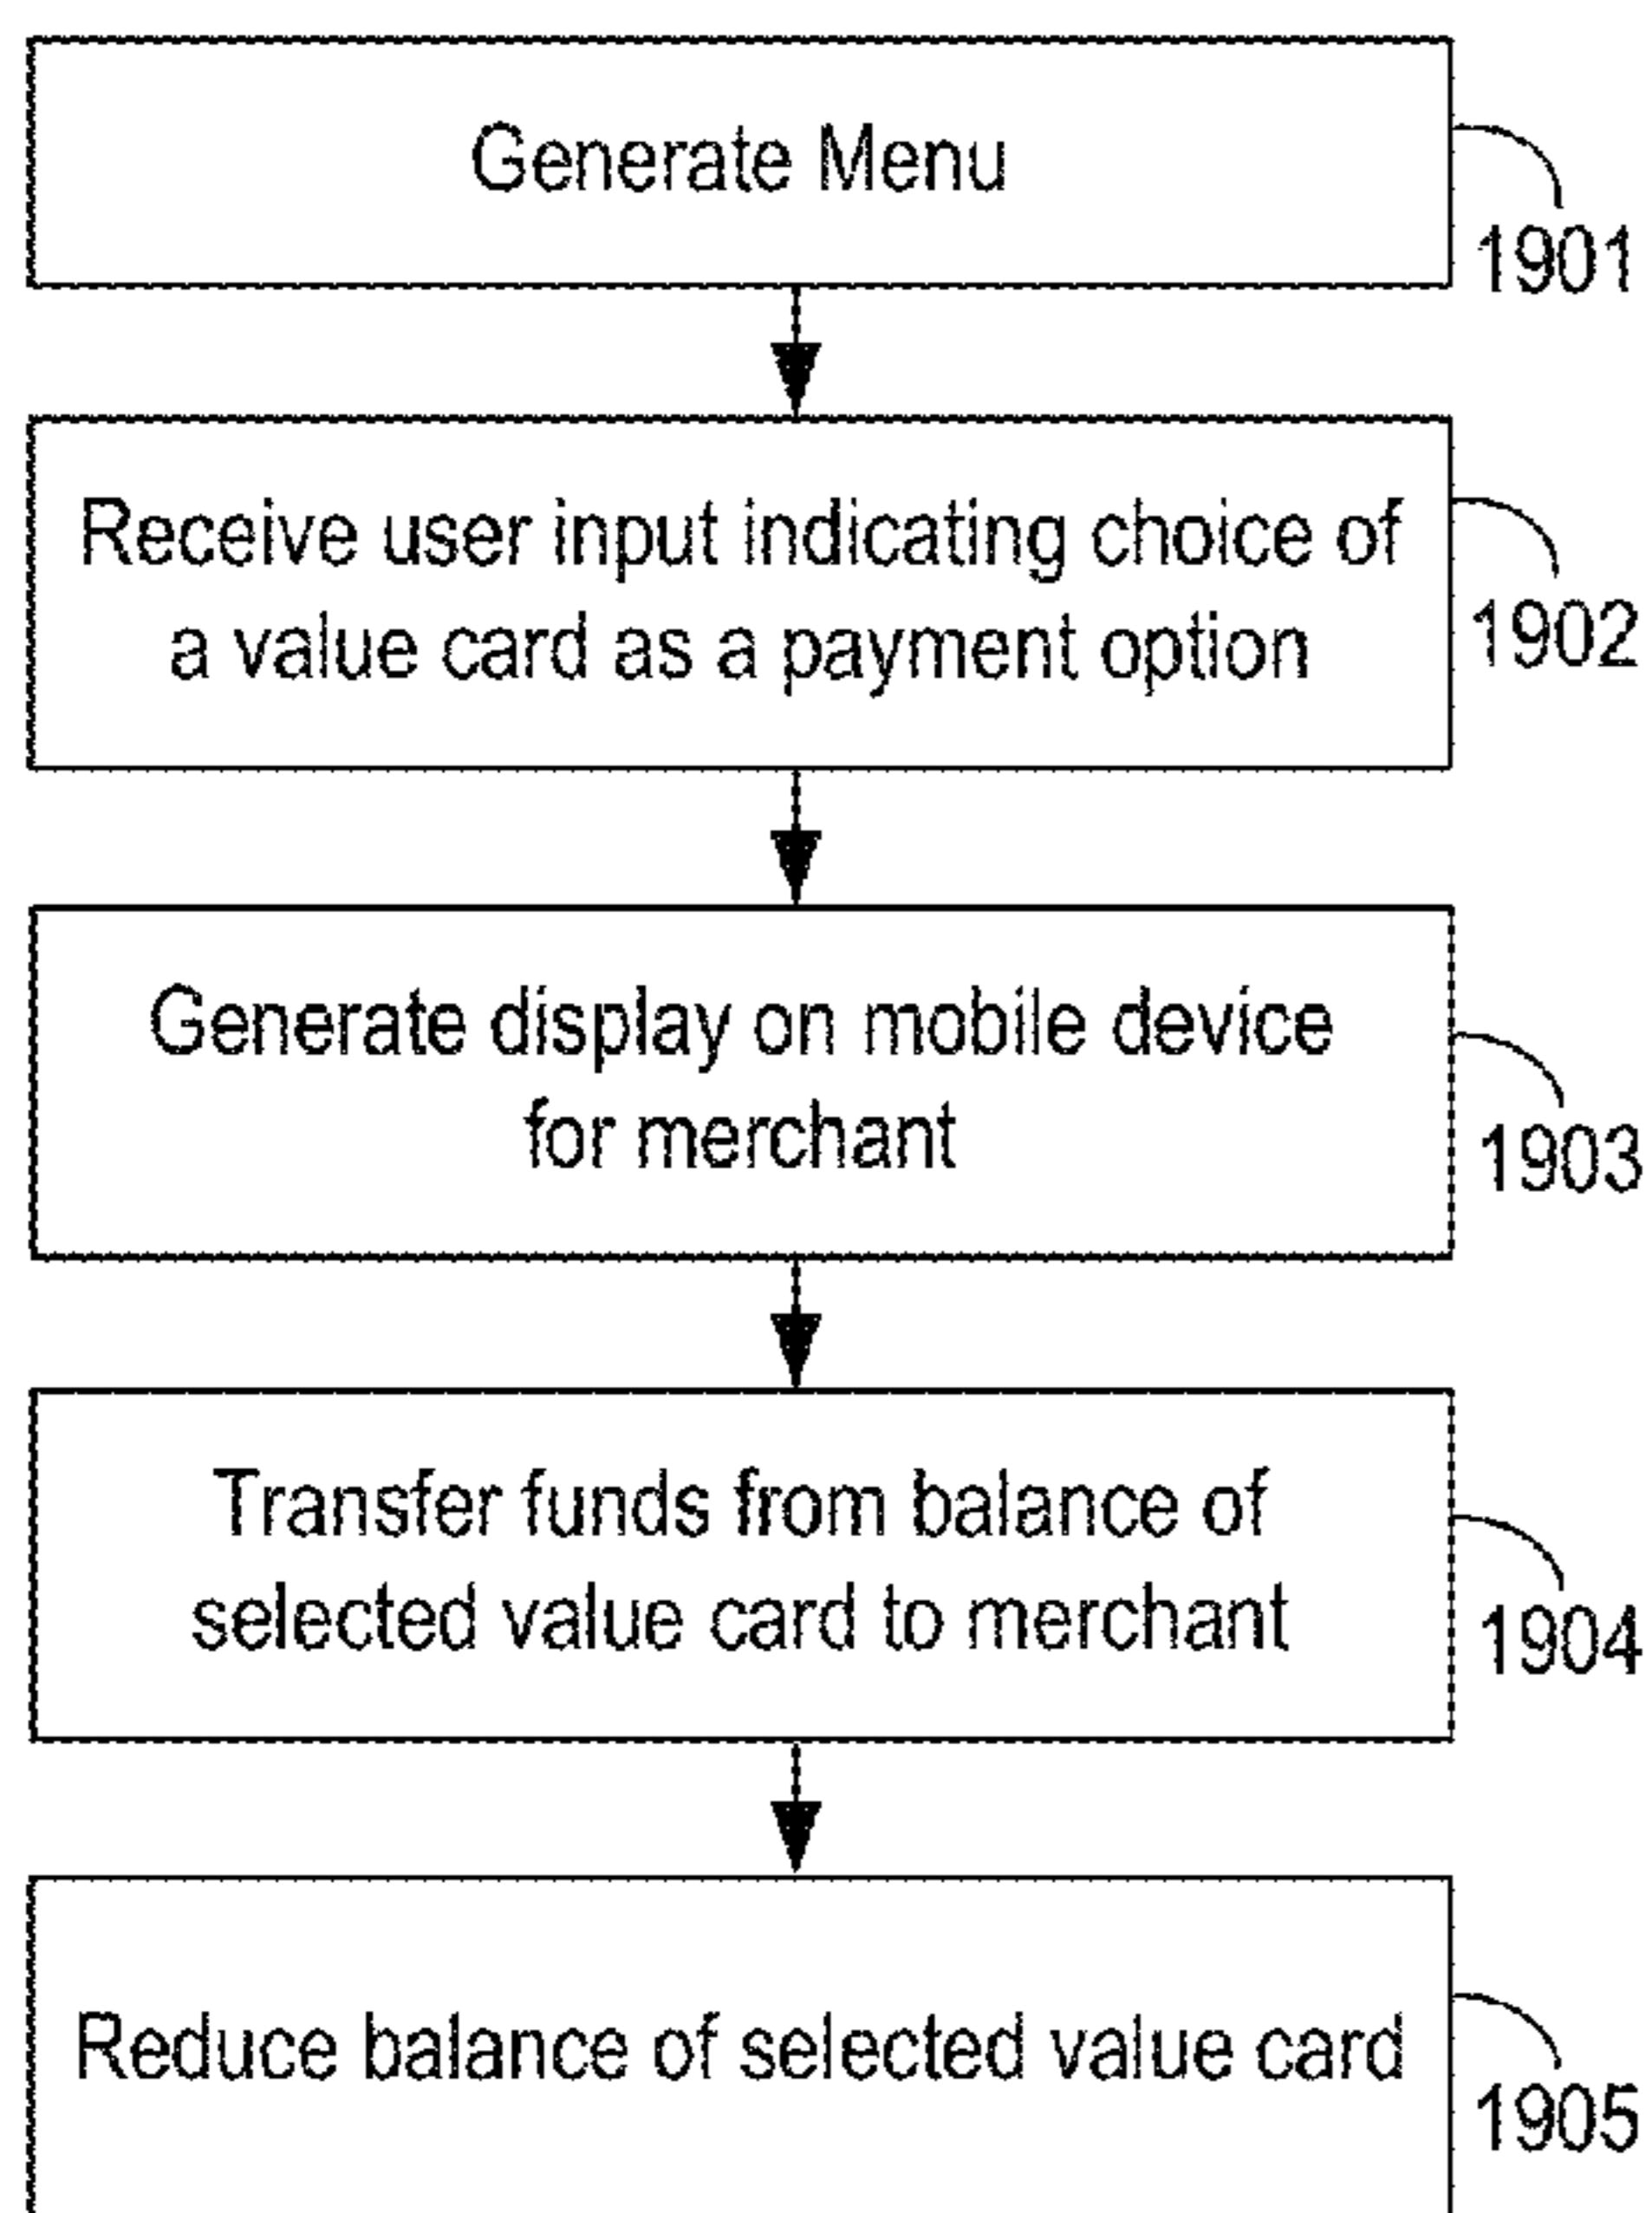 Generate Menu
1901
Receive user input indicating choice of
a value card as a payment option
1902
Generate display on mobile device
for merchant
1903
Transfer funds from balance of
selected value card to merchant
1904
Reduce balance of selected value card
1905